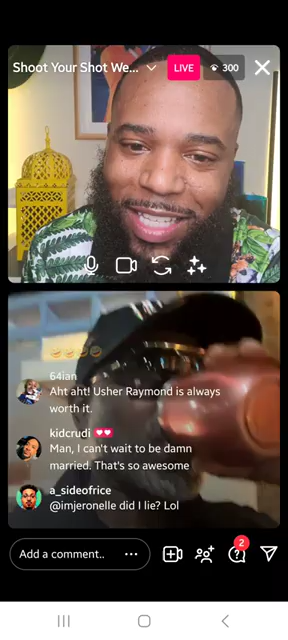 Shoot Your Shot We... LIVE 300
64ian
Aht aht! Usher Raymond is always
worth it.
kidcrudi
Man, I can't wait to be damn
married. That's so awesome
a_sideofrice
@imjeronelle did I lie? Lol
Add a comment.. 2